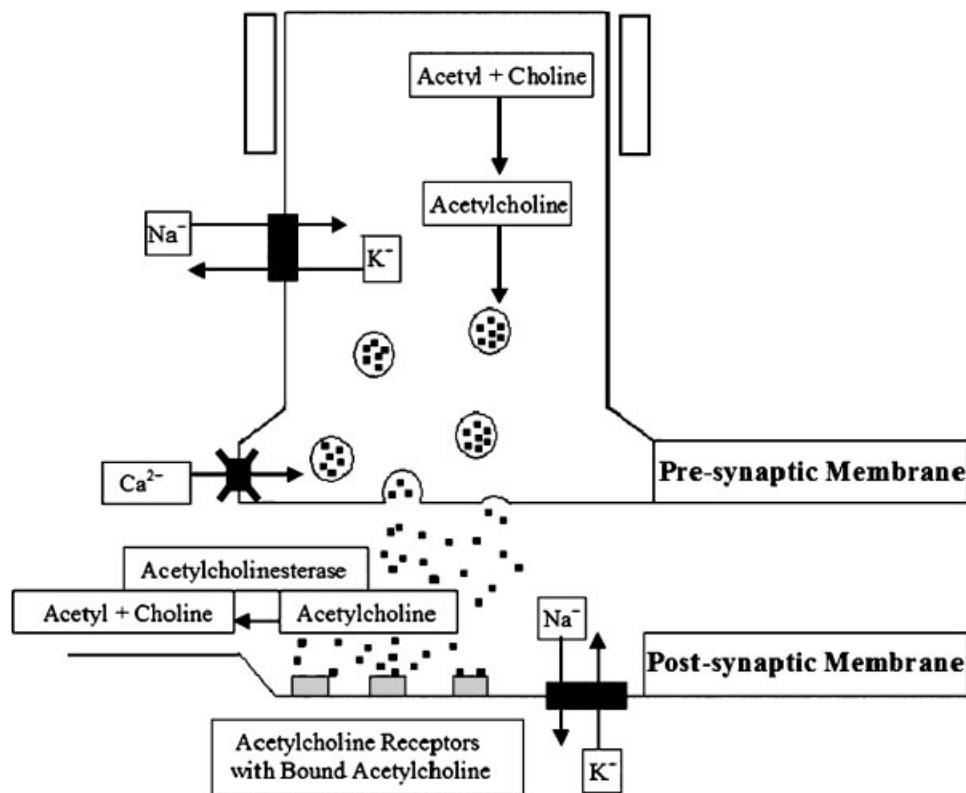 Acetyl + Choline
Acetylcholine
Na⁻
K⁻
Ca²⁻
Pre-synaptic Membrane
Acetylcholinesterase
Acetyl + Choline
Acetylcholine
Na⁻
Post-synaptic Membrane
Acetylcholine Receptors
with Bound Acetylcholine
K⁻